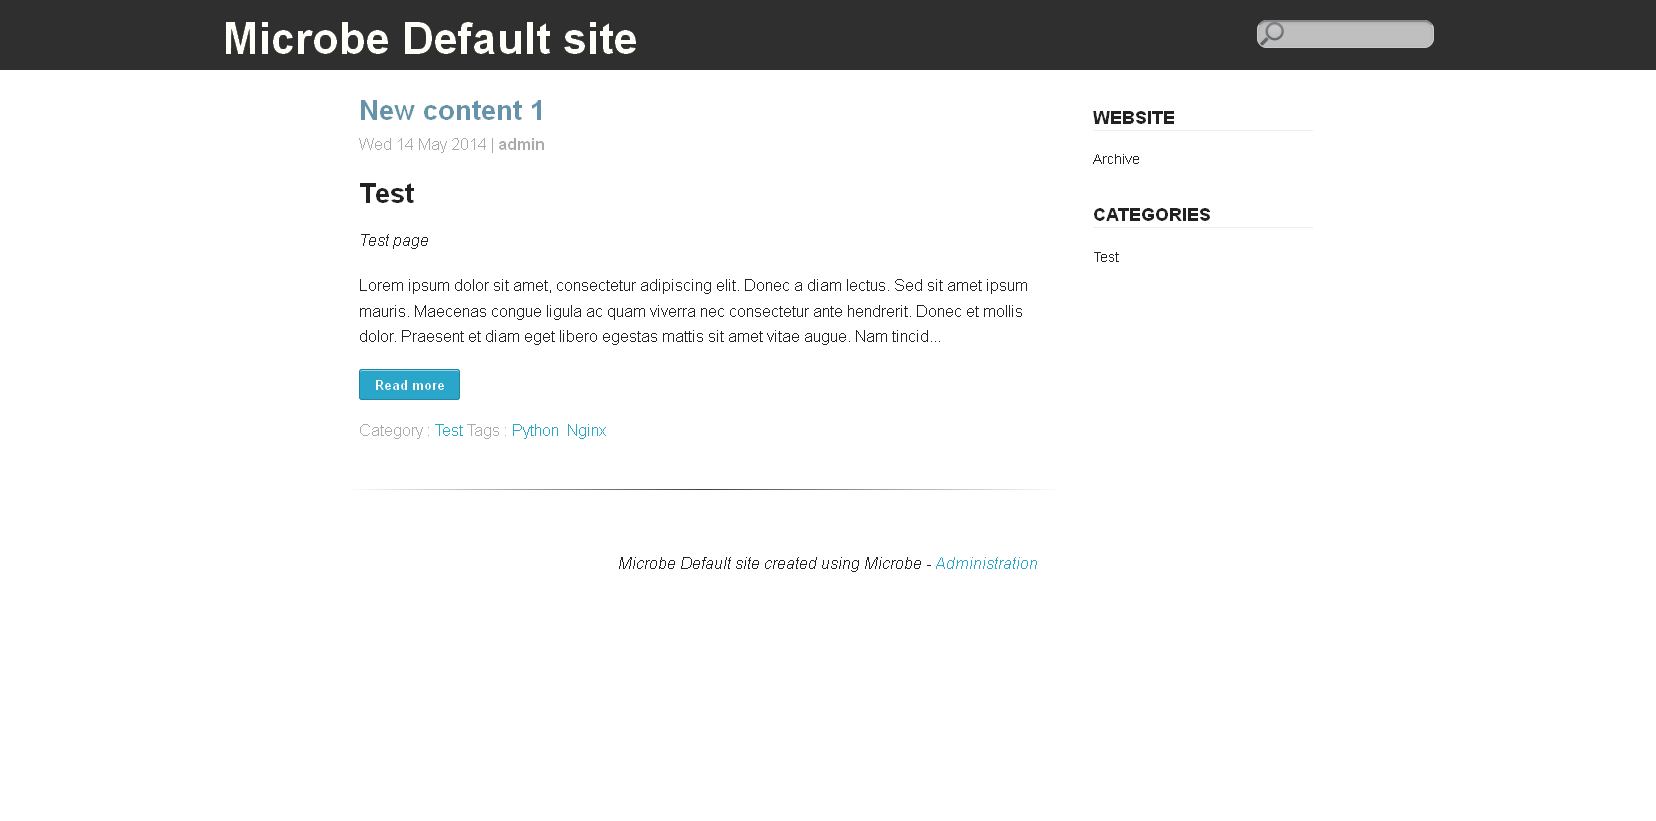 Microbe Default site
New content 1
Wed 14 May 2014 | admin
Test
Test page
Lorem ipsum dolor sit amet, consectetur adipiscing elit. Donec a diam lectus. Sed sit amet ipsum
mauris. Maecenas congue ligula ac quam viverra nec consectetur ante hendrerit. Donec et mollis
dolor. Praesent et diam eget libero egestas mattis sit amet vitae augue. Nam tincid...
Read more
Category : Test Tags : Python Nginx
WEBSITE
Archive
CATEGORIES
Test
Microbe Default site created using Microbe - Administration